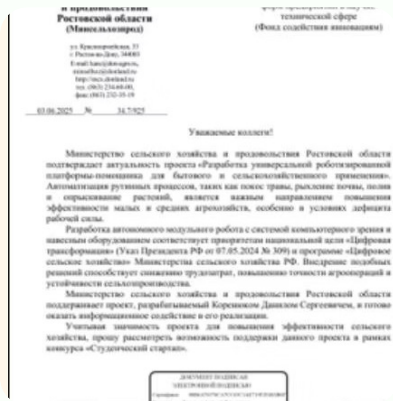 и продовольствия
Ростовской области
(Минсельхозпрод)
ул. Красноармейская, 33
г. Ростов-на-Дону, 344000
технической сфере
(Фонд содействия инновациям)
03.06.2025 № 34.7/925
Уважаемые коллеги!
Министерство сельского хозяйства и продовольствия Ростовской области
подтверждает актуальность проекта «Разработка универсальной роботизированной
платформы-помощника для бытового и сельскохозяйственного применения».
Автоматизация рутинных процессов, таких как покос травы, рыхление почвы, полив
и опрыскивание растений, является важным направлением повышения
эффективности малых и средних агрохозяйств, особенно в условиях дефицита
рабочей силы.
Разработка автономного модульного робота с системой компьютерного зрения и
навесным оборудованием соответствует приоритетам национальной цели «Цифровая
трансформация» (Указ Президента РФ от 07.05.2024 № 309) и программе «Цифровое
сельское хозяйство» Министерства сельского хозяйства РФ. Внедрение подобных
решений способствует снижению трудозатрат, повышению точности агроопераций и
устойчивости сельхозпроизводства.
Министерство сельского хозяйства и продовольствия Ростовской области
поддерживает проект, разрабатываемый Коренюком Данилом Сергеевичем, и готово
оказать информационное содействие в его реализации.
Учитывая значимость проекта для повышения эффективности сельского
хозяйства, прошу рассмотреть возможность поддержки данного проекта в рамках
конкурса «Студенческий стартап».
ДОКУМЕНТ ПОДПИСАН
ЭЛЕКТРОННОЙ ПОДПИСЬЮ